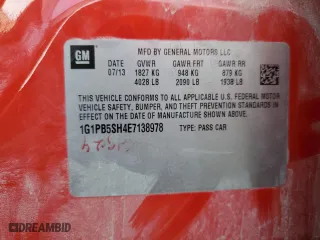 GM
MFD BY GENERAL MOTORS LLC
DATE GVWR GAWR FRT GAWR RR
07/13 1827 KG 948 KG 879 KG
4028 LB 2090 LB 1938 LB
THIS VEHICLE CONFORMS TO ALL APPLICABLE U.S. FEDERAL MOTOR
VEHICLE SAFETY, BUMPER, AND THEFT PREVENTION STANDARDS IN
EFFECT ON THE DATE OF MANUFACTURE SHOWN ABOVE.
1G1PB5SH4E7138978 TYPE: PASS CAR
DREAMBID